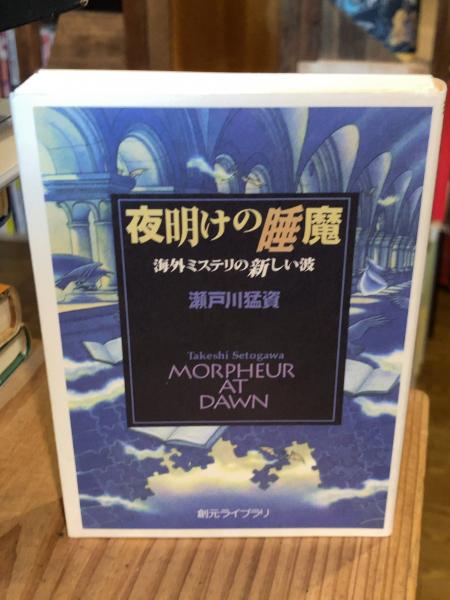 夜明けの睡魔
海外ミステリの新しい波
瀬戸川猛資
Takeshi Setogawa
MORPHEUR
AT
DAWN
創元ライブラリ